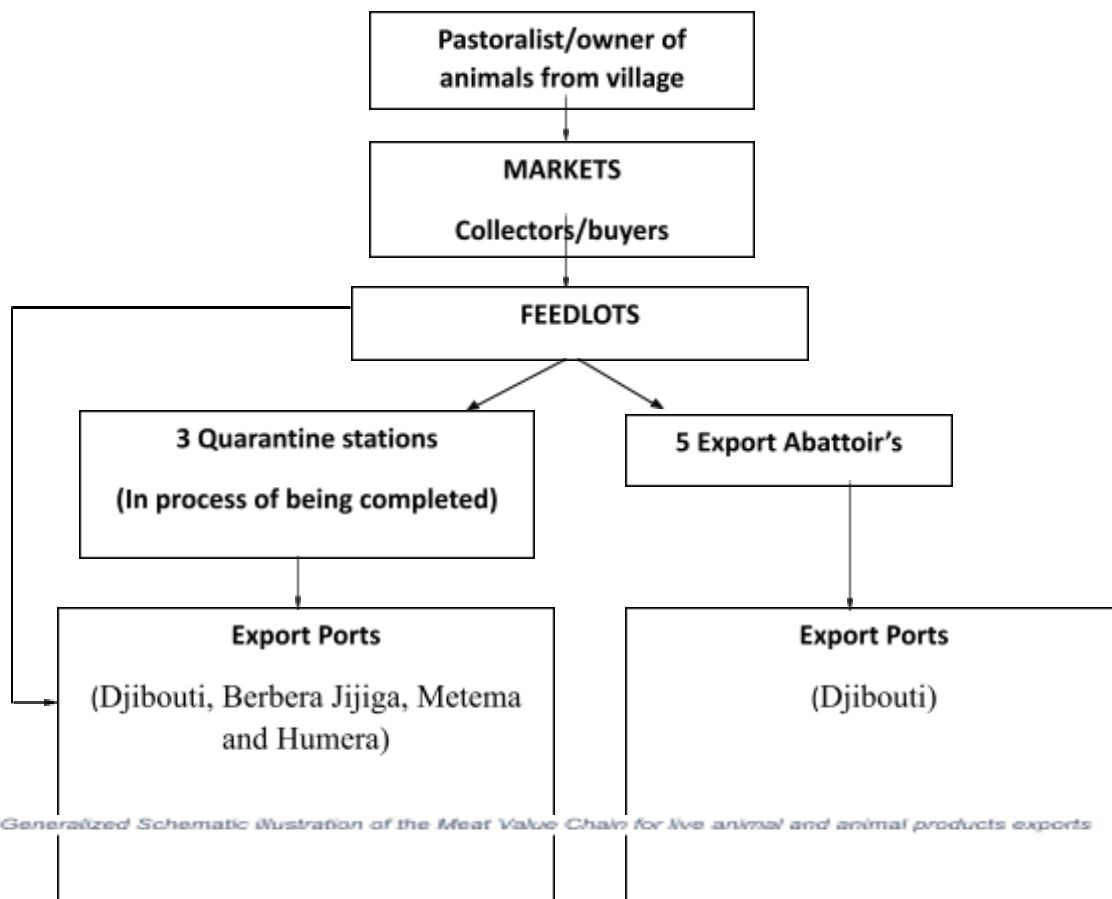 Pastoralist/owner of
animals from village
MARKETS
Collectors/buyers
FEEDLOTS
3 Quarantine stations
(In process of being completed)
5 Export Abattoir’s
Export Ports
(Djibouti, Berbera Jijiga, Metema
and Humera)
Export Ports
(Djibouti)
Generalized Schematic illustration of the Meat Value Chain for live animal and animal products exports